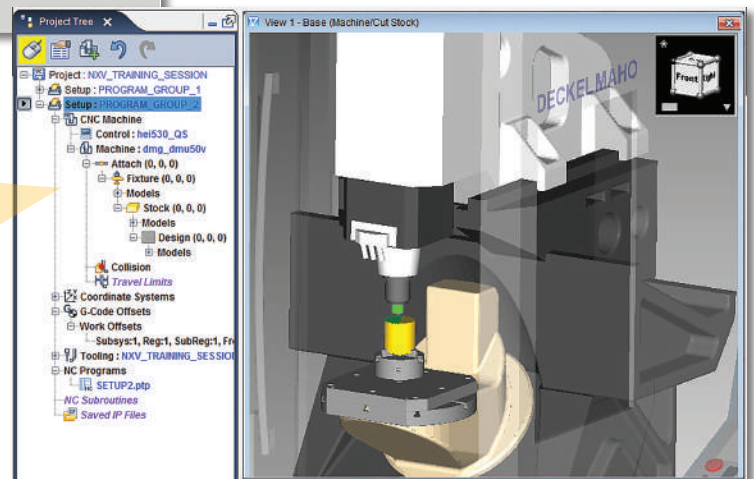 Project Tree
Project : NXV_TRAINING_SESSION
Setup : PROGRAM_GROUP_1
Setup : PROGRAM_GROUP_2
CNC Machine
Control : hei530_QS
Machine : dmg_dmu50v
Attach (0, 0, 0)
Fixture (0, 0, 0)
Models
Stock (0, 0, 0)
Models
Design (0, 0, 0)
Models
Collision
Travel Limits
Coordinate Systems
G-Code Offsets
Work Offsets
Subsys:1, Reg:1, SubReg:1, Fr
Tooling : NXV_TRAINING_SESSIO
NC Programs
SETUP2.ptp
NC Subroutines
Saved IP Files
View 1 - Base (Machine/Cut Stock)
DECKELMAHO
Front